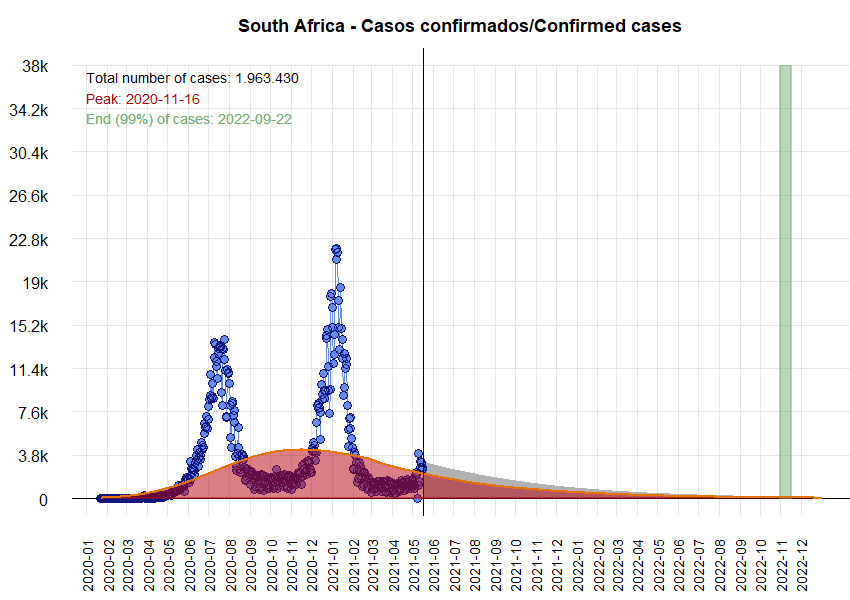 South Africa - Casos confirmados/Confirmed cases
38k
Total number of cases: 1.963.430
Peak: 2020-11-16
34.2k
End (99%) of cases: 2022-09-22
30.4k
26.6k
22.8k
19k
15.2k
11.4k
7.6k
3.8k
0
2020-01
2020-02
2020-03
2020-04
2020-05
2020-06
2020-07
2020-08
2020-09
2020-10
2020-11
2020-12
2021-01
2021-02
2021-03
2021-04
2021-05
2021-06
2021-07
2021-08
2021-09
2021-10
2021-11
2021-12
2022-01
2022-02
2022-03
2022-04
2022-05
2022-06
2022-07
2022-08
2022-09
2022-10
2022-11
2022-12